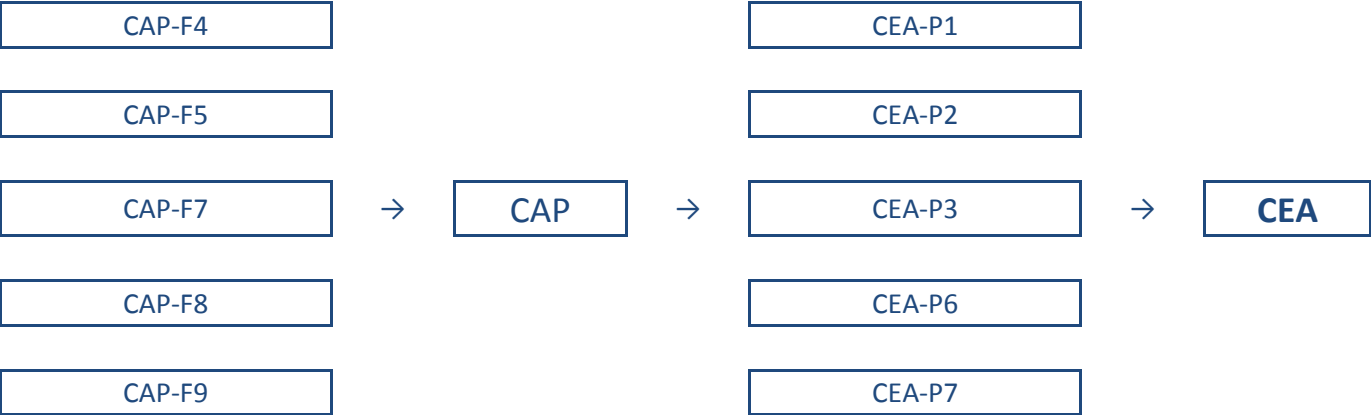 CAP-F4
CEA-P1
CAP-F5
CEA-P2
CAP-F7
→
CAP
→
CEA-P3
→
CEA
CAP-F8
CEA-P6
CAP-F9
CEA-P7